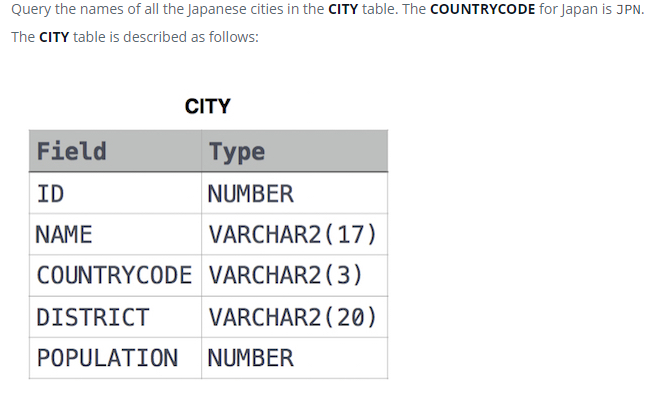 Query the names of all the Japanese cities in the CITY table. The COUNTRYCODE for Japan is JPN.
The CITY table is described as follows:
CITY
Field Type
ID NUMBER
NAME VARCHAR2(17)
COUNTRYCODE VARCHAR2(3)
DISTRICT VARCHAR2(20)
POPULATION NUMBER